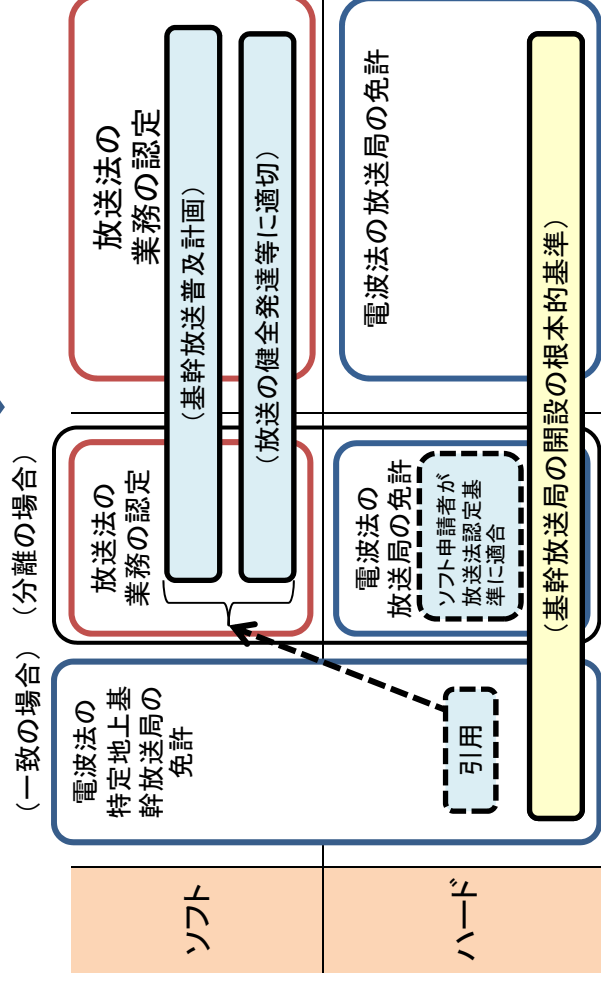 (一致の場合)
(分離の場合)
ソフト
ハード
電波法の
特定地上基
幹放送局の
免許
引用
放送法の
業務の認定
電波法の
放送局の免許
ソフト申請者が
放送法認定基
準に適合
放送法の
業務の認定
(基幹放送普及計画)
(放送の健全発達等に適切)
電波法の放送局の免許
(基幹放送局の開設の根本的基準)